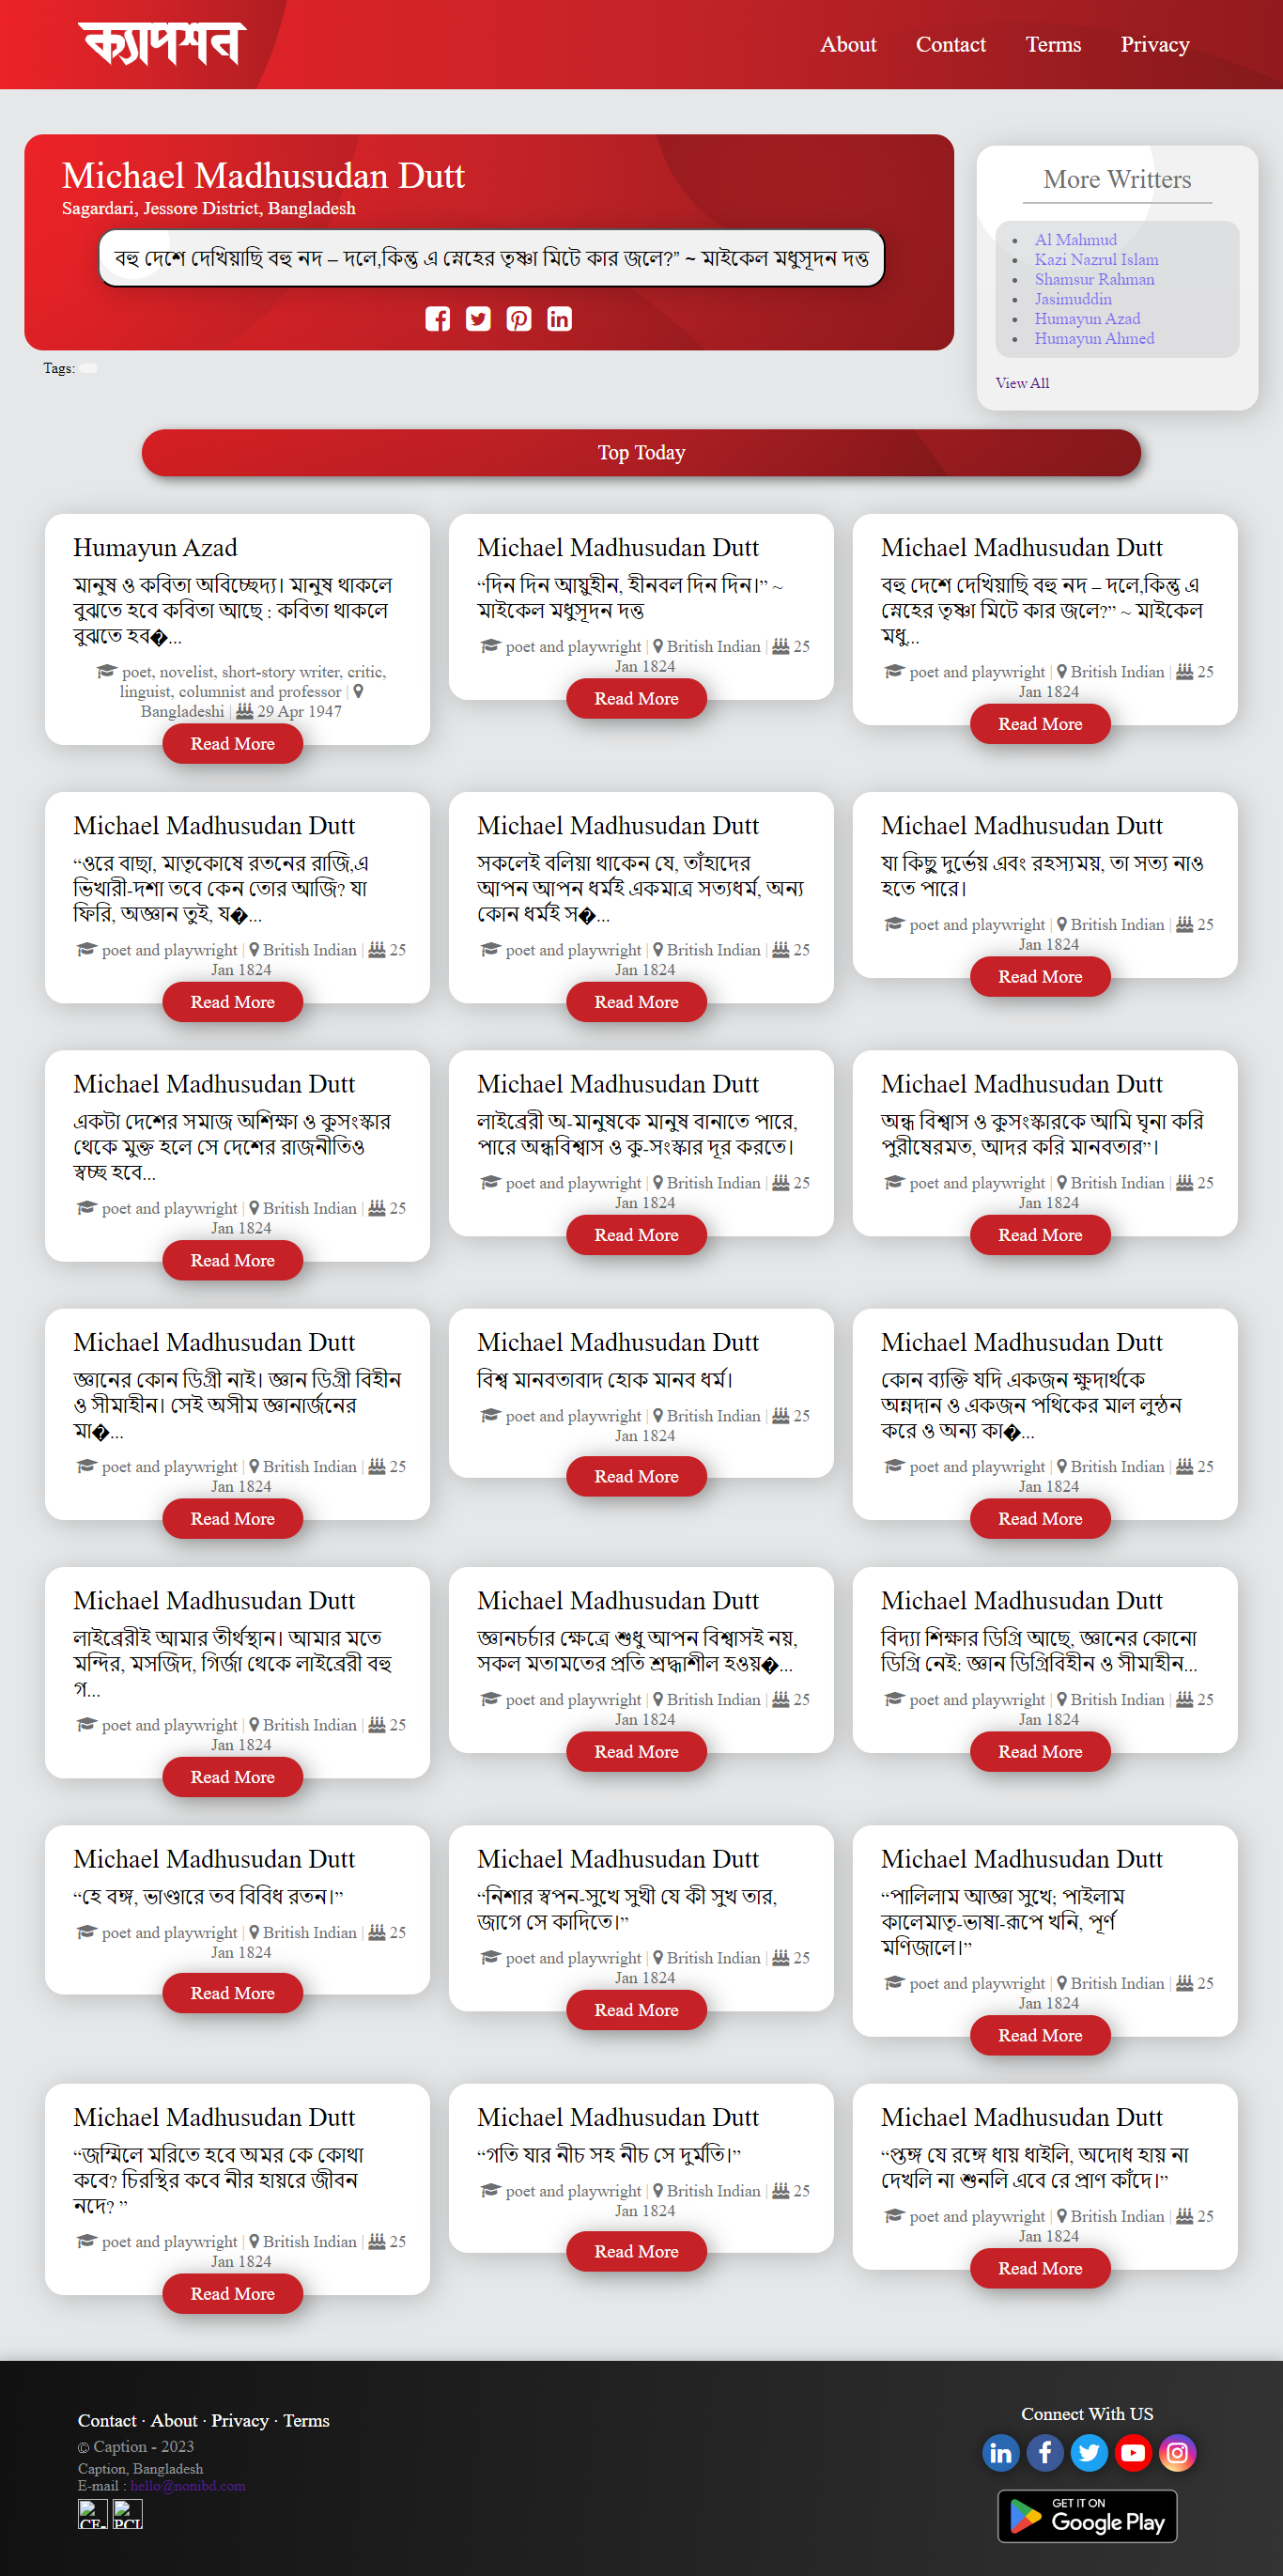 ক্যাপশন
About Contact Terms Privacy
Michael Madhusudan Dutt
Sagardari, Jessore District, Bangladesh
বহু দেশে দেখিয়াছি বহু নদ – দলে,কিন্তু এ স্নেহের তৃষ্ণা মিটে কার জলে?” ~ মাইকেল মধুসূদন দত্ত
Tags:
More Writters
Al Mahmud
Kazi Nazrul Islam
Shamsur Rahman
Jasimuddin
Humayun Azad
Humayun Ahmed
View All
Top Today
Humayun Azad
মানুষ ও কবিতা অবিচ্ছেদ্য। মানুষ থাকলে
বুঝতে হবে কবিতা আছে : কবিতা থাকলে
বুঝতে হব�...
poet, novelist, short-story writer, critic,
linguist, columnist and professor |
Bangladeshi | 29 Apr 1947
Read More
Michael Madhusudan Dutt
“দিন দিন আয়ুহীন, হীনবল দিন দিন।” ~
মাইকেল মধুসূদন দত্ত
poet and playwright | British Indian | 25
Jan 1824
Read More
Michael Madhusudan Dutt
বহু দেশে দেখিয়াছি বহু নদ – দলে,কিন্তু এ
স্নেহের তৃষ্ণা মিটে কার জলে?” ~ মাইকেল
মধু...
poet and playwright | British Indian | 25
Jan 1824
Read More
Michael Madhusudan Dutt
“ওরে বাছা, মাতৃকোষে রতনের রাজি,এ
ভিখারী-দশা তবে কেন তোর আজি? যা
ফিরি, অজ্ঞান তুই, য�...
poet and playwright | British Indian | 25
Jan 1824
Read More
Michael Madhusudan Dutt
সকলেই বলিয়া থাকেন যে, তাঁহাদের
আপন আপন ধর্মই একমাত্র সত্যধর্ম, অন্য
কোন ধর্মই স�...
poet and playwright | British Indian | 25
Jan 1824
Read More
Michael Madhusudan Dutt
যা কিছু দুর্ভেয় এবং রহস্যময়, তা সত্য নাও
হতে পারে।
poet and playwright | British Indian | 25
Jan 1824
Read More
Michael Madhusudan Dutt
একটা দেশের সমাজ অশিক্ষা ও কুসংস্কার
থেকে মুক্ত হলে সে দেশের রাজনীতিও
স্বচ্ছ হবে...
poet and playwright | British Indian | 25
Jan 1824
Read More
Michael Madhusudan Dutt
লাইব্রেরী অ-মানুষকে মানুষ বানাতে পারে,
পারে অন্ধবিশ্বাস ও কু-সংস্কার দূর করতে।
poet and playwright | British Indian | 25
Jan 1824
Read More
Michael Madhusudan Dutt
অন্ধ বিশ্বাস ও কুসংস্কারকে আমি ঘৃনা করি
পুরীষেরমত, আদর করি মানবতার”।
poet and playwright | British Indian | 25
Jan 1824
Read More
Michael Madhusudan Dutt
জ্ঞানের কোন ডিগ্রী নাই। জ্ঞান ডিগ্রী বিহীন
ও সীমাহীন। সেই অসীম জ্ঞানার্জনের
মা�...
poet and playwright | British Indian | 25
Jan 1824
Read More
Michael Madhusudan Dutt
বিশ্ব মানবতাবাদ হোক মানব ধর্ম।
poet and playwright | British Indian | 25
Jan 1824
Read More
Michael Madhusudan Dutt
কোন ব্যক্তি যদি একজন ক্ষুদার্থকে
অন্নদান ও একজন পথিকের মাল লুন্ঠন
করে ও অন্য কা�...
poet and playwright | British Indian | 25
Jan 1824
Read More
Michael Madhusudan Dutt
লাইব্রেরীই আমার তীর্থস্থান। আমার মতে
মন্দির, মসজিদ, গির্জা থেকে লাইব্রেরী বহু
গ...
poet and playwright | British Indian | 25
Jan 1824
Read More
Michael Madhusudan Dutt
জ্ঞানচর্চার ক্ষেত্রে শুধু আপন বিশ্বাসই নয়,
সকল মতামতের প্রতি শ্রদ্ধাশীল হওয়�...
poet and playwright | British Indian | 25
Jan 1824
Read More
Michael Madhusudan Dutt
বিদ্যা শিক্ষার ডিগ্রি আছে, জ্ঞানের কোনো
ডিগ্রি নেই: জ্ঞান ডিগ্রিবিহীন ও সীমাহীন...
poet and playwright | British Indian | 25
Jan 1824
Read More
Michael Madhusudan Dutt
“হে বঙ্গ, ভাণ্ডারে তব বিবিধ রতন।”
poet and playwright | British Indian | 25
Jan 1824
Read More
Michael Madhusudan Dutt
“নিশার স্বপন-সুখে সুখী যে কী সুখ তার,
জাগে সে কাদিতে।”
poet and playwright | British Indian | 25
Jan 1824
Read More
Michael Madhusudan Dutt
“পালিলাম আজ্ঞা সুখে; পাইলাম
কালেমাতৃ-ভাষা-রূপে খনি, পূর্ণ
মণিজালে।”
poet and playwright | British Indian | 25
Jan 1824
Read More
Michael Madhusudan Dutt
“জম্মিলে মরিতে হবে অমর কে কোথা
কবে? চিরস্থির কবে নীর হায়রে জীবন
নদে? ”
poet and playwright | British Indian | 25
Jan 1824
Read More
Michael Madhusudan Dutt
“গতি যার নীচ সহ নীচ সে দুর্মতি।”
poet and playwright | British Indian | 25
Jan 1824
Read More
Michael Madhusudan Dutt
“প্তঙ্গ যে রঙ্গে ধায় ধাইলি, অদোধ হায় না
দেখলি না শুনলি এবে রে প্রাণ কাঁদে।”
poet and playwright | British Indian | 25
Jan 1824
Read More
Contact · About · Privacy · Terms
© Caption - 2023
Caption, Bangladesh
E-mail : hello@nonibd.com
Connect With US
GET IT ON
Google Play